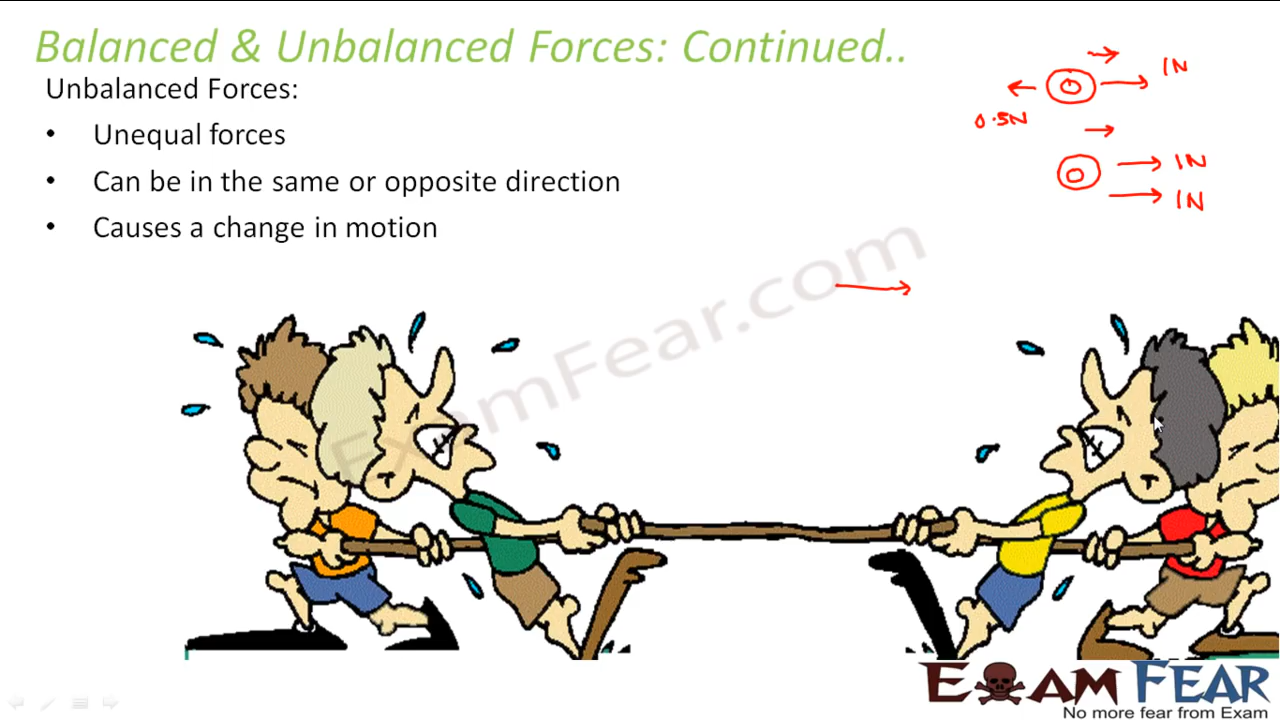 Balanced & Unbalanced Forces: Continued..
Unbalanced Forces:
• Unequal forces
• Can be in the same or opposite direction
• Causes a change in motion
1N
0.5N
1N
1N
ExamFear.com
EXAM FEAR
No more fear from Exam